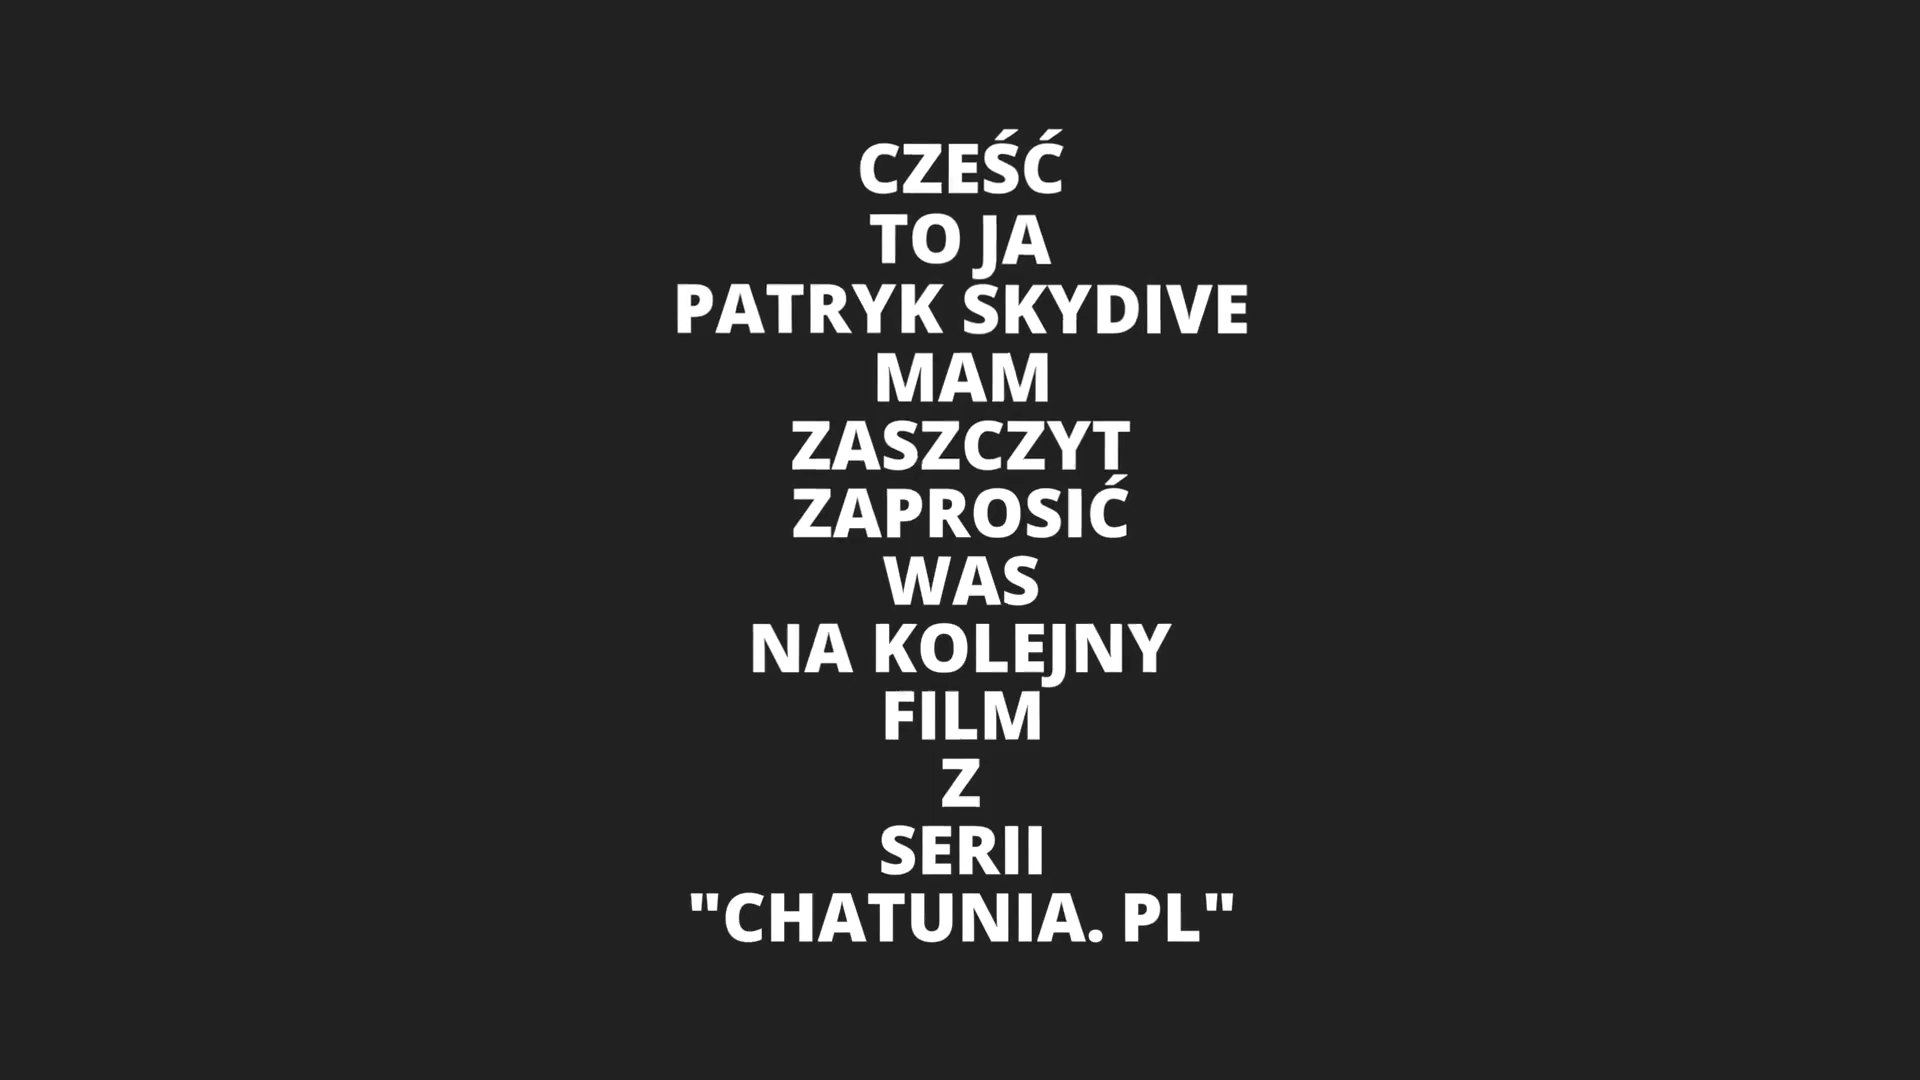 CZEŚĆ
TO JA
PATRYK SKYDIVE
MAM
ZASZCZYT
ZAPROSIĆ
WAS
NA KOLEJNY
FILM
Z
SERII
"CHATUNIA. PL"